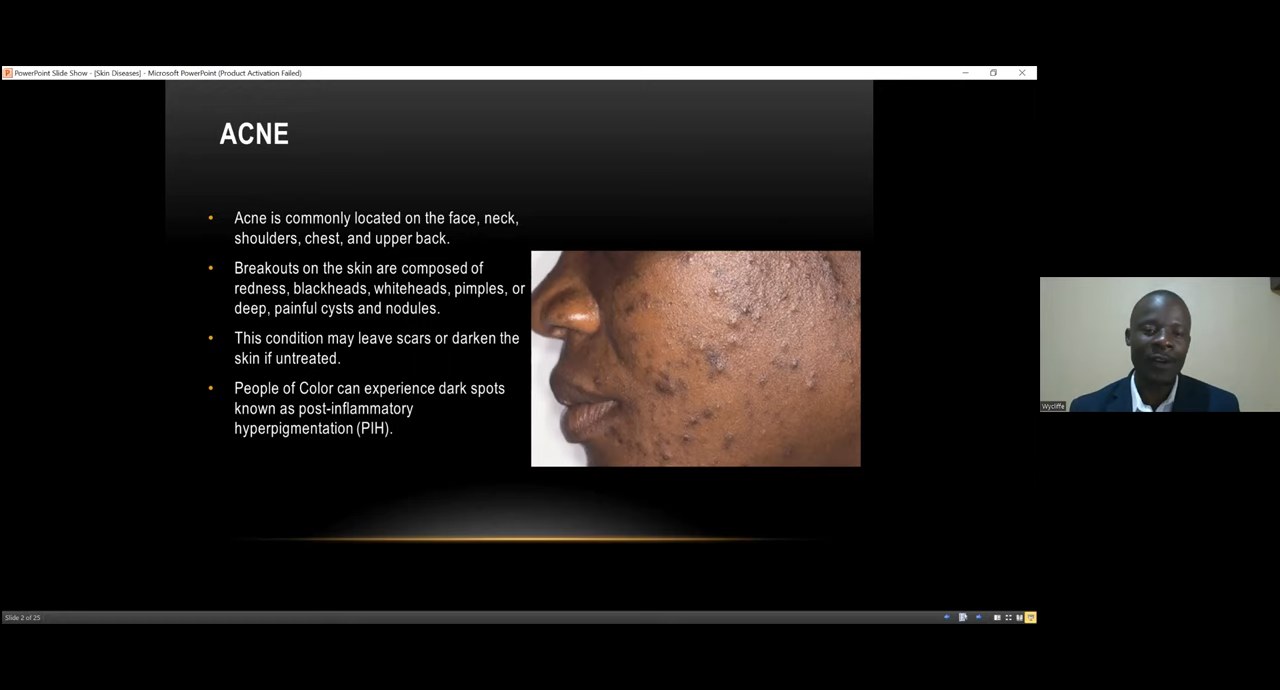 PowerPoint Slide Show - [Skin Diseases] - Microsoft PowerPoint (Product Activation Failed)
ACNE
• Acne is commonly located on the face, neck,
shoulders, chest, and upper back.
• Breakouts on the skin are composed of
redness, blackheads, whiteheads, pimples, or
deep, painful cysts and nodules.
• This condition may leave scars or darken the
skin if untreated.
• People of Color can experience dark spots
known as post-inflammatory
hyperpigmentation (PIH).
Wycliffe
Slide 2 of 25